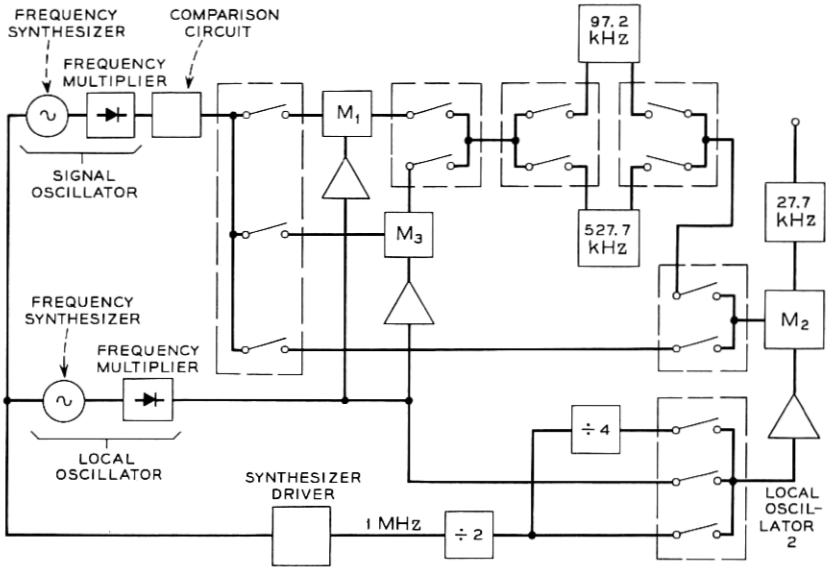 FREQUENCY
SYNTHESIZER
COMPARISON
CIRCUIT
FREQUENCY
MULTIPLIER
SIGNAL
OSCILLATOR
M1
97.2
kHz
527.7
kHz
27.7
kHz
M3
M2
FREQUENCY
SYNTHESIZER
FREQUENCY
MULTIPLIER
LOCAL
OSCILLATOR
÷4
SYNTHESIZER
DRIVER
1 MHz
÷2
LOCAL
OSCIL-
LATOR
2